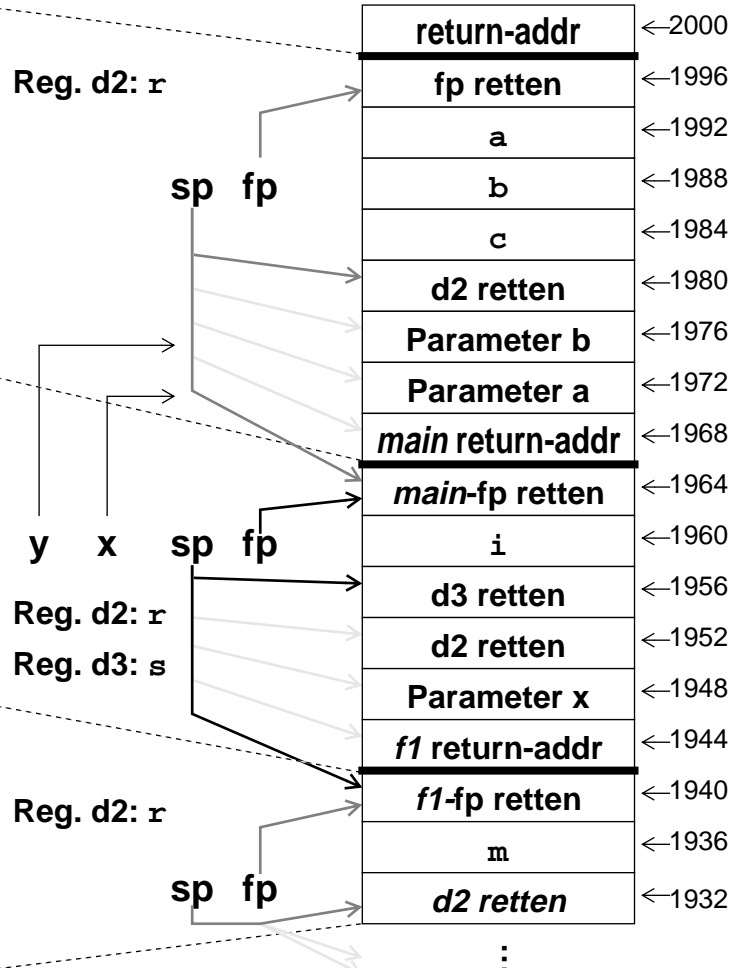 return-addr
←2000
Reg. d2: r
fp retten
←1996
a
←1992
sp fp
b
←1988
c
←1984
d2 retten
←1980
Parameter b
←1976
Parameter a
←1972
main return-addr
←1968
main-fp retten
←1964
y x sp fp
i
←1960
Reg. d2: r
d3 retten
←1956
Reg. d3: s
d2 retten
←1952
Parameter x
←1948
f1 return-addr
←1944
Reg. d2: r
f1-fp retten
←1940
m
←1936
sp fp
d2 retten
←1932
⋮